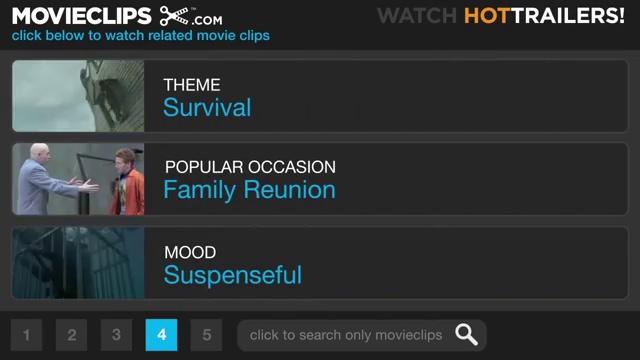 MOVIECLIPS .COM™
WATCH HOTTRAILERS!
click below to watch related movie clips
THEME
Survival
POPULAR OCCASION
Family Reunion
MOOD
Suspenseful
1 2 3 4 5 click to search only movieclips